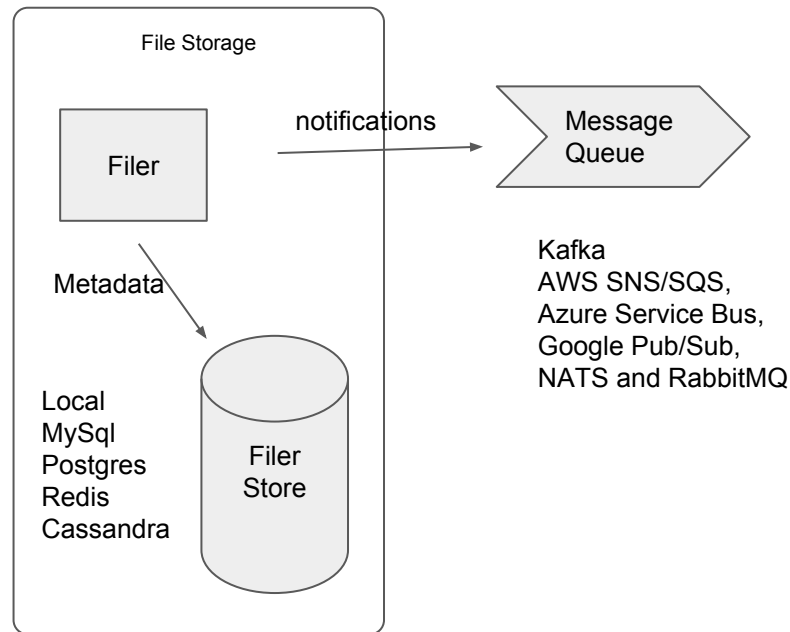 File Storage
notifications
Message
Queue
Filer
Kafka
AWS SNS/SQS,
Azure Service Bus,
Google Pub/Sub,
NATS and RabbitMQ
Metadada
Local
MySql
Postgres
Redis
Cassandra
Filer
Store